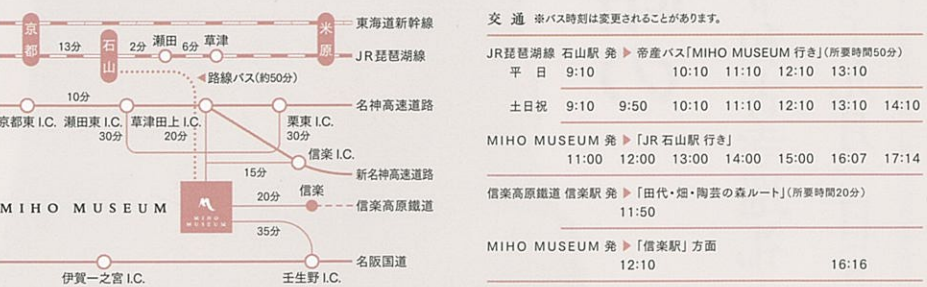 京都
米原
東海道新幹線
13分
石山
2分
瀬田
6分
草津
JR琵琶湖線
◀路線バス(約50分)
10分
名神高速道路
京都東 I.C.
瀬田東 I.C.
草津田上 I.C.
栗東 I.C.
30分
20分
30分
信楽 I.C.
15分
新名神高速道路
MIHO MUSEUM
MIHO
MUSEUM
20分
信楽
信楽高原鐵道
35分
名阪国道
伊賀一之宮 I.C.
壬生野 I.C.
交 通 ※バス時刻は変更されることがあります。
JR琵琶湖線 石山駅 発 ▶ 帝産バス「MIHO MUSEUM 行き」(所要時間50分)
平 日 9:10 10:10 11:10 12:10 13:10
土日祝 9:10 9:50 10:10 11:10 12:10 13:10 14:10
MIHO MUSEUM 発 ▶「JR 石山駅 行き」
11:00 12:00 13:00 14:00 15:00 16:07 17:14
信楽高原鐵道 信楽駅 発 ▶「田代・畑・陶芸の森ルート」(所要時間20分)
11:50
MIHO MUSEUM 発 ▶「信楽駅」方面
12:10 16:16